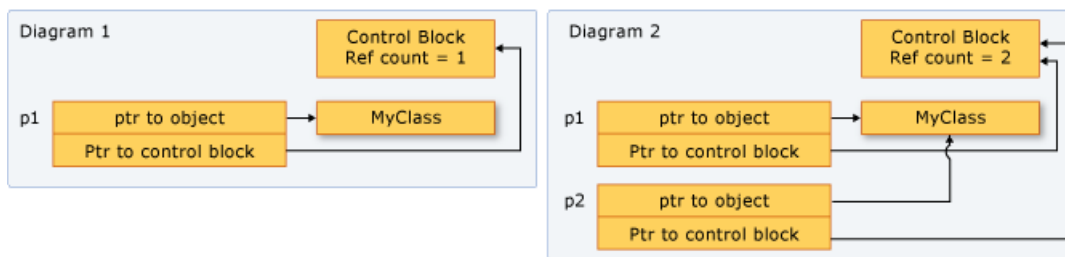 Diagram 1
Control Block
Ref count = 1
p1
ptr to object
MyClass
Ptr to control block
Diagram 2
Control Block
Ref count = 2
p1
ptr to object
MyClass
Ptr to control block
p2
ptr to object
Ptr to control block